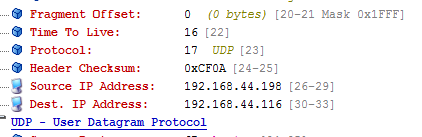 Fragment Offset: 0 (0 bytes) [20-21 Mask 0x1FFF]
Time To Live: 16 [22]
Protocol: 17 UDP [23]
Header Checksum: 0xCF0A [24-25]
Source IP Address: 192.168.44.198 [26-29]
Dest. IP Address: 192.168.44.116 [30-33]
UDP - User Datagram Protocol